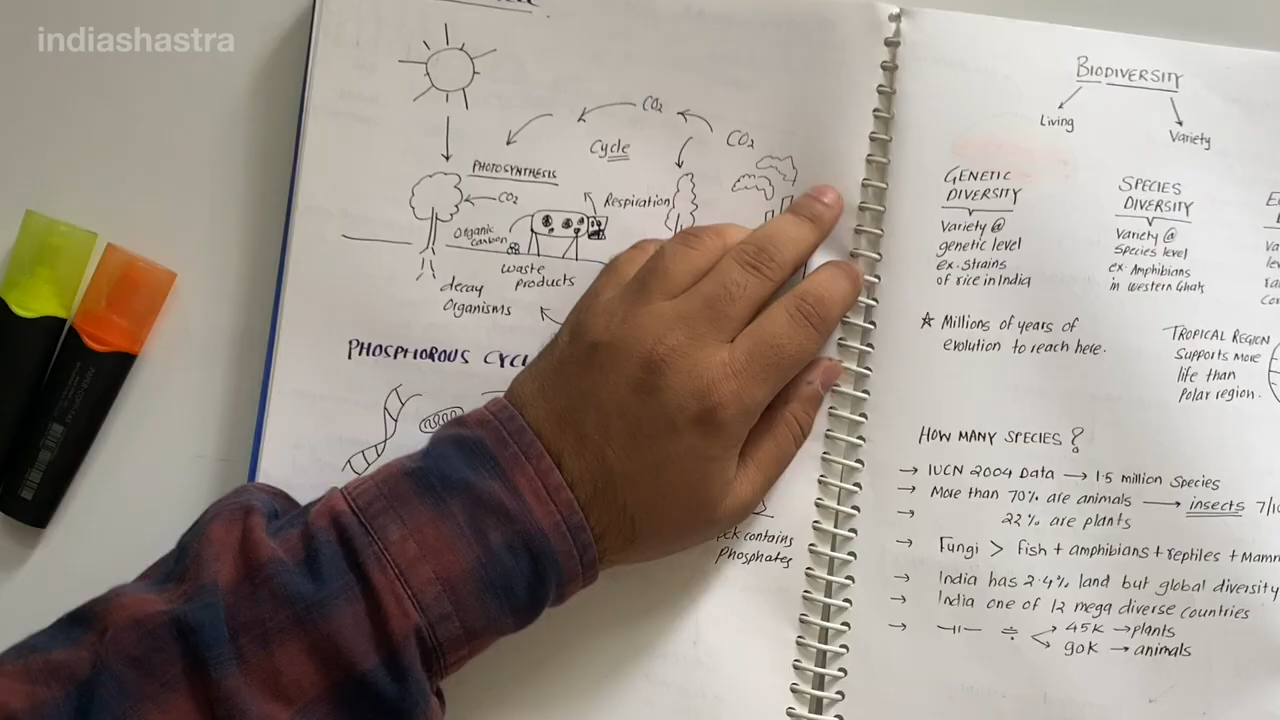 indiashastra
CO2
CO2
Cycle
PHOTOSYNTHESIS
CO2
Respiration
Organic
carbon
waste
products
decay
Organisms
PHOSPHOROUS
contains
Phosphates
BIODIVERSITY
Living
Variety
GENETIC
DIVERSITY
Variety @
genetic level
ex. strains
of rice in India
SPECIES
DIVERSITY
Variety @
Species level
ex. Amphibians
in western Ghats
☆ Millions of years of
evolution to reach here.
TROPICAL REGION
Supports more
life than
Polar region.
HOW MANY SPECIES?
→ IUCN 2004 Data → 1.5 million Species
→ More than 70% are animals → insects
→ 22% are plants
→ Fungi > fish + amphibians + reptiles +
→ India has 2.4% land but global diversity
→ India one of 12 mega diverse countries
→ —||— ÷ 45K → plants
90K → animals